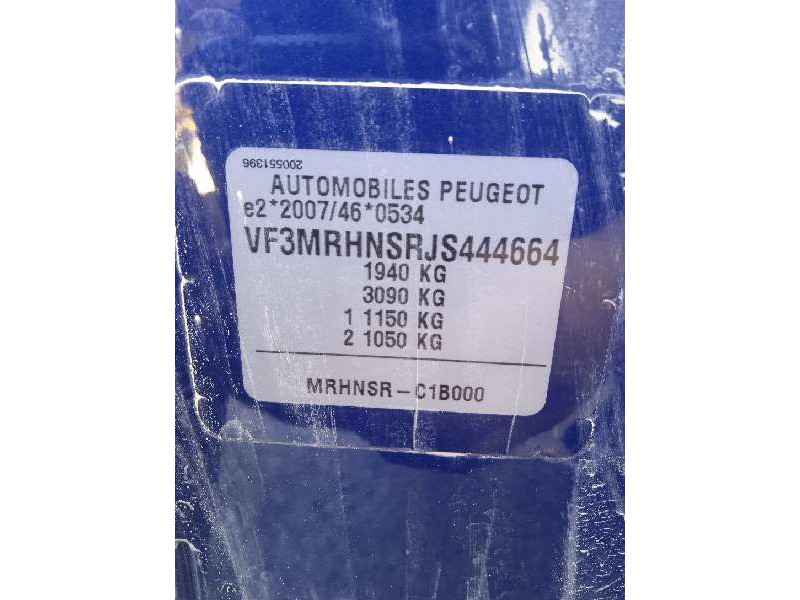 200551396
AUTOMOBILES PEUGEOT
e2*2007/46*0534
VF3MRHNSRJS444664
1940 KG
3090 KG
1 1150 KG
2 1050 KG
MRHNSR-C1B000